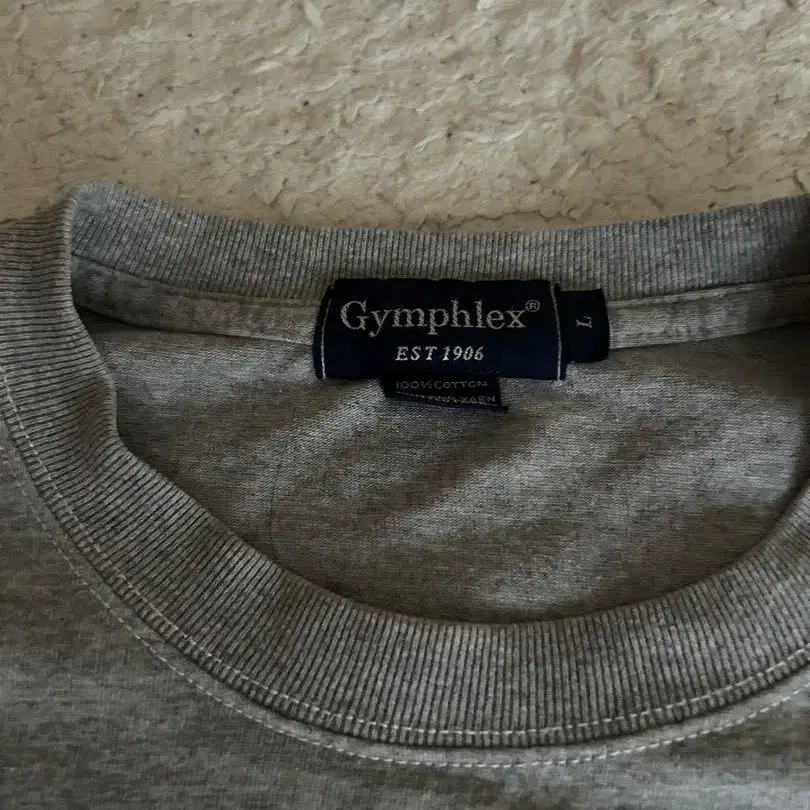 Gymphlex®
EST 1906
L
100% COTTON